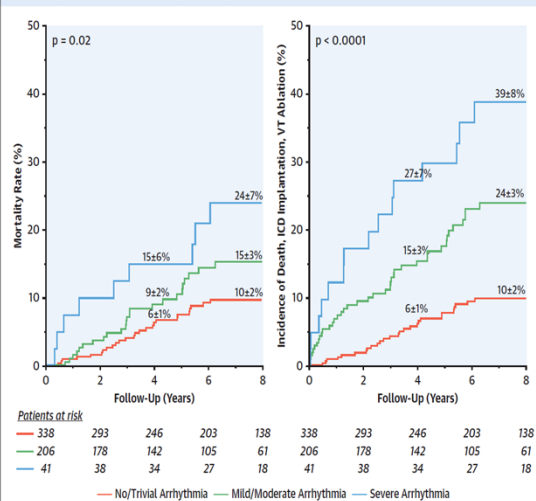 50
p = 0.02
40
30
24±7%
20
15±6%
15±3%
9±2%
10
10±2%
6±1%
0
0 2 4 6 8
Mortality Rate (%)
Follow-Up (Years)
50
p < 0.0001
40
39±8%
30
27±7%
24±3%
20
15±3%
10
10±2%
6±1%
0
0 2 4 6 8
Incidence of Death, ICD Implantation, VT Ablation (%)
Follow-Up (Years)
Patients at risk
338 293 246 203 138 338 293 246 203 138
206 178 142 105 61 206 178 142 105 61
41 38 34 27 18 41 38 34 27 18
No/Trivial Arrhythmia Mild/Moderate Arrhythmia Severe Arrhythmia